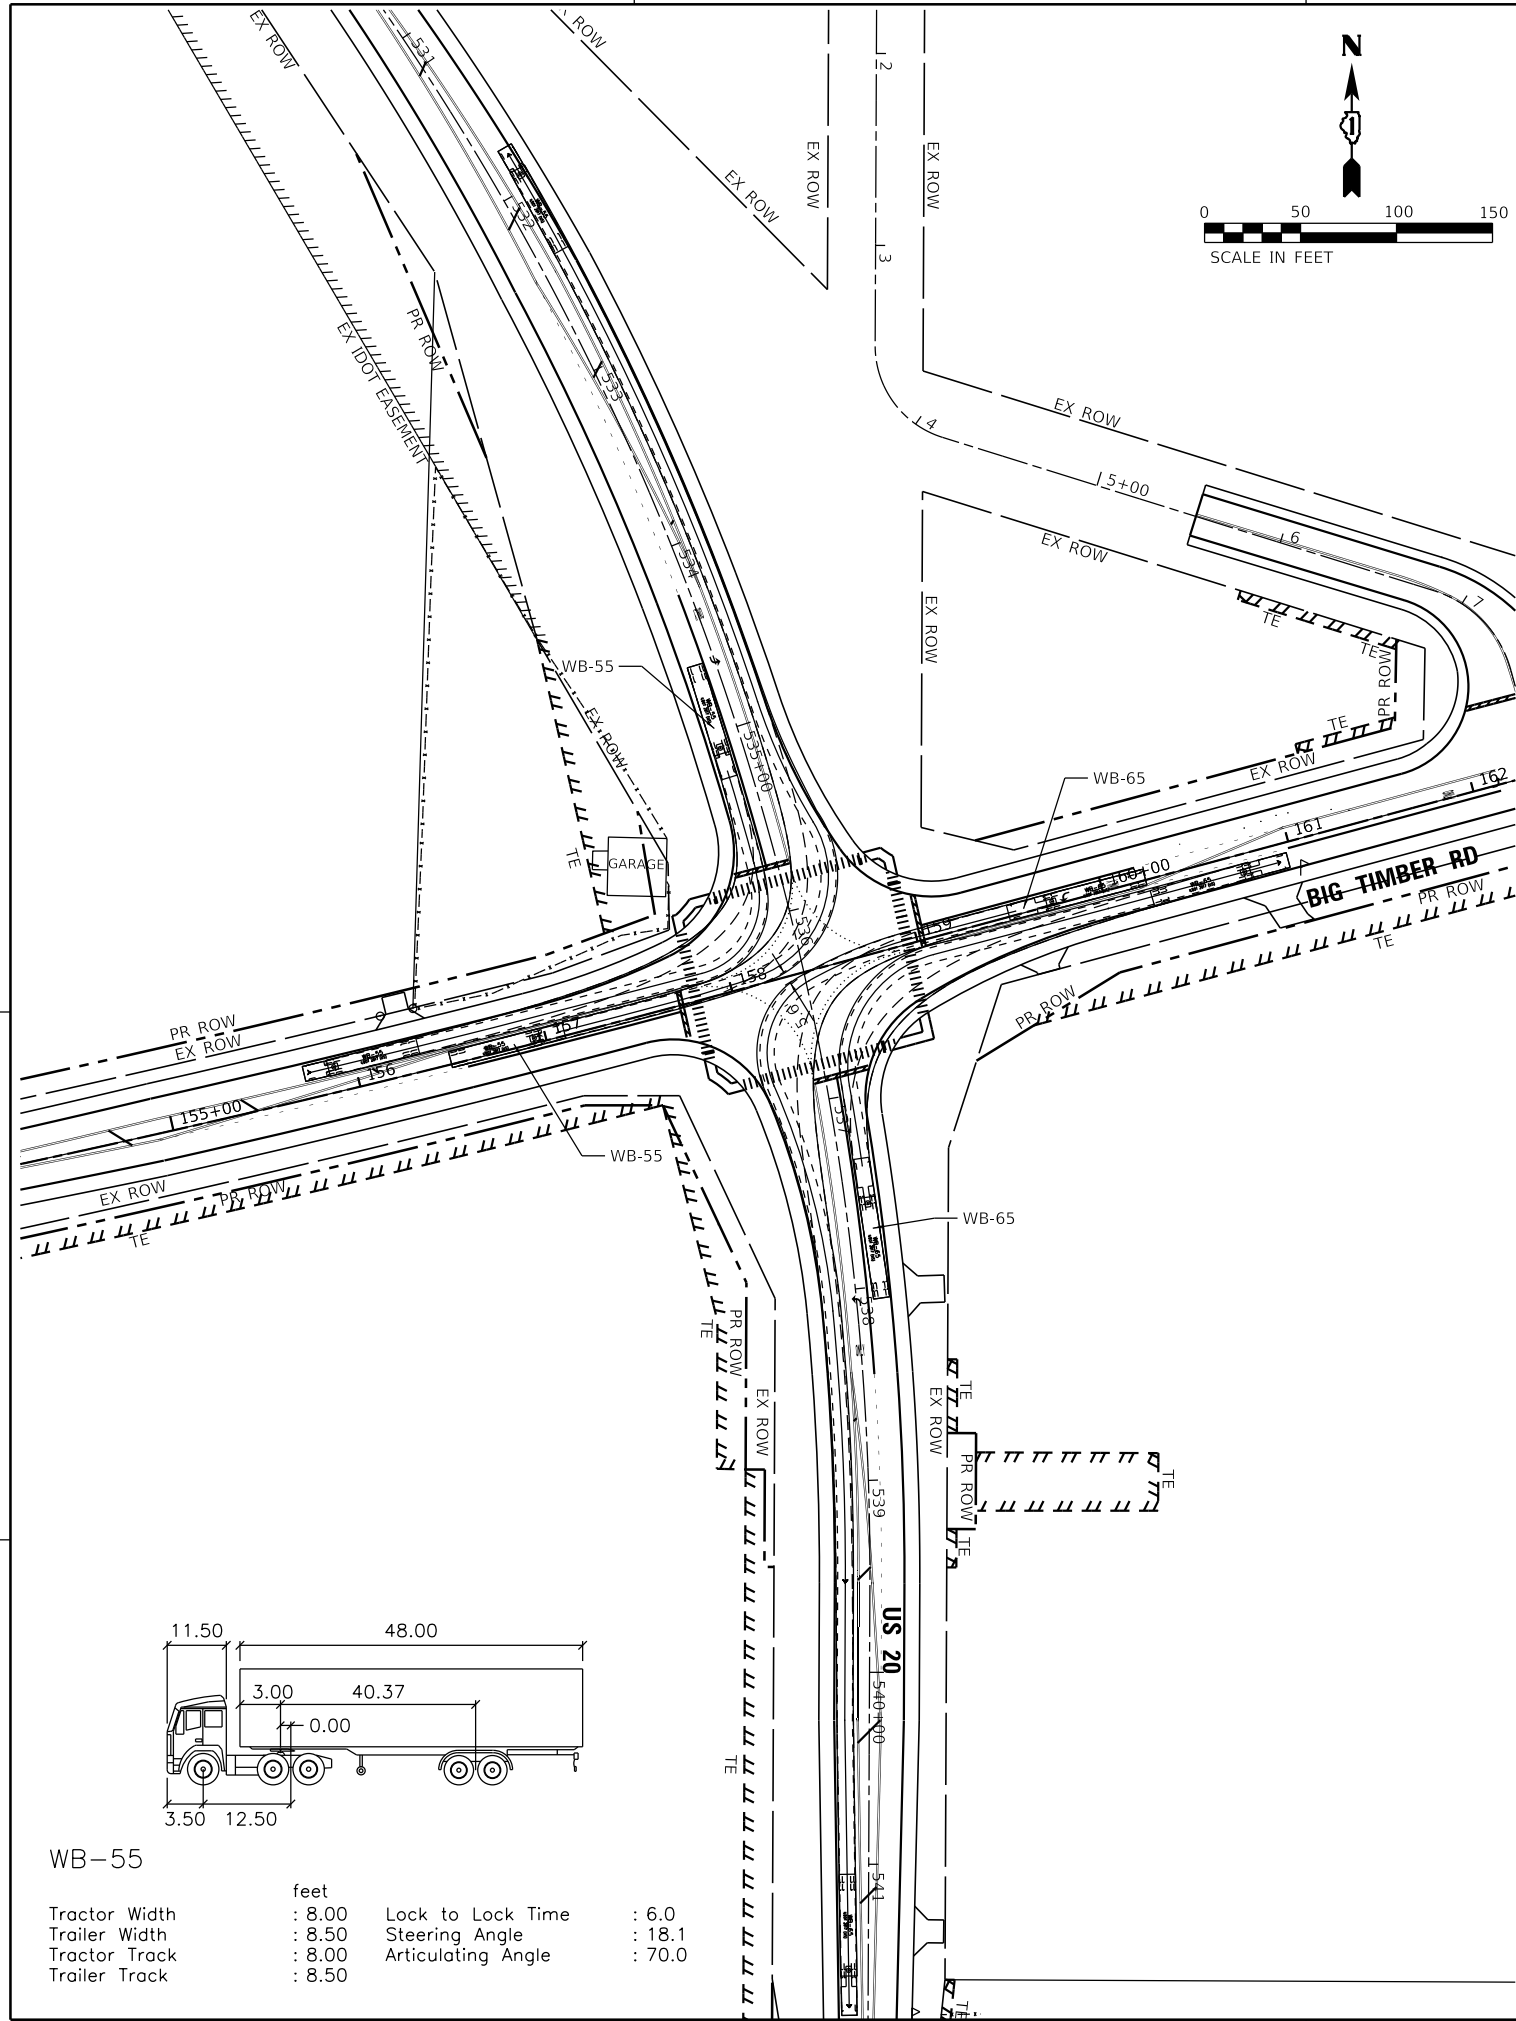 EX ROW
531
EX ROW
2
EX ROW
EX ROW
EX ROW
N
1
0 50 100 150
SCALE IN FEET
532
3
PR ROW
EX IDOT EASEMENT
533
4
EX ROW
5+00
EX ROW
6
7
534
EX ROW
TE
TE
PR ROW
TE
WB-55
WB-55
EX ROW
535+00
EX ROW
WB-65
162
161
TE
GARAGE
160+00
BIG TIMBER RD
PR ROW
TE
159
536
158
PR ROW
PR ROW
EX ROW
157
156
155+00
537
WB-55
EX ROW
PR ROW
TE
WB-65
WB-65
538
PR ROW
TE
EX ROW
EX ROW
TE
PR ROW
TE
TE
539
US 20
540+00
TE
541
TE
11.50 48.00
3.00 40.37
0.00
3.50 12.50
WB-55
feet
Tractor Width : 8.00 Lock to Lock Time : 6.0
Trailer Width : 8.50 Steering Angle : 18.1
Tractor Track : 8.00 Articulating Angle : 70.0
Trailer Track : 8.50